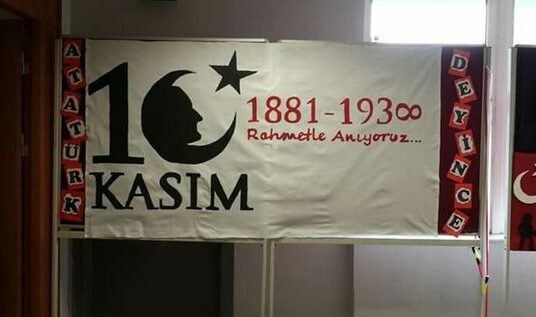 ATATÜRK
10
KASIM
1881-193∞
Rahmetle Anıyoruz...
DEYİNCE